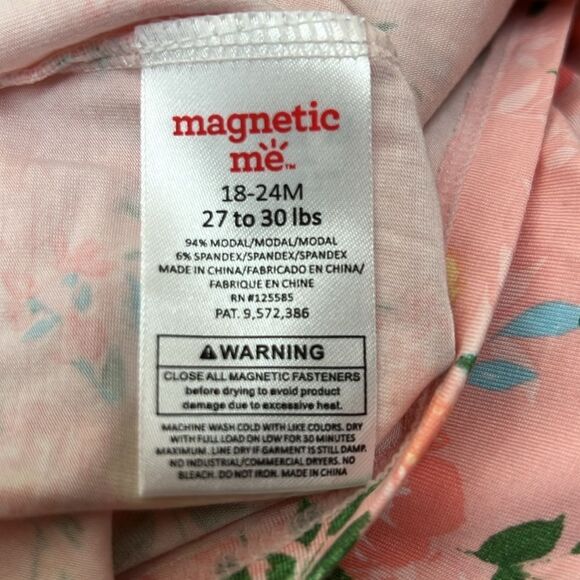 magnetic
mè™
18-24M
27 to 30 lbs
94% MODAL/MODAL/MODAL
6% SPANDEX/SPANDEX/SPANDEX
MADE IN CHINA/FABRICADO EN CHINA/
FABRIQUE EN CHINE
RN #125585
PAT. 9,572,386
⚠WARNING
CLOSE ALL MAGNETIC FASTENERS
before drying to avoid product
damage due to excessive heat.
MACHINE WASH COLD WITH LIKE COLORS. DRY
WITH FULL LOAD ON LOW FOR 30 MINUTES
MAXIMUM. LINE DRY IF GARMENT IS STILL DAMP.
NO INDUSTRIAL/COMMERCIAL DRYERS. NO
BLEACH. DO NOT IRON. MADE IN CHINA